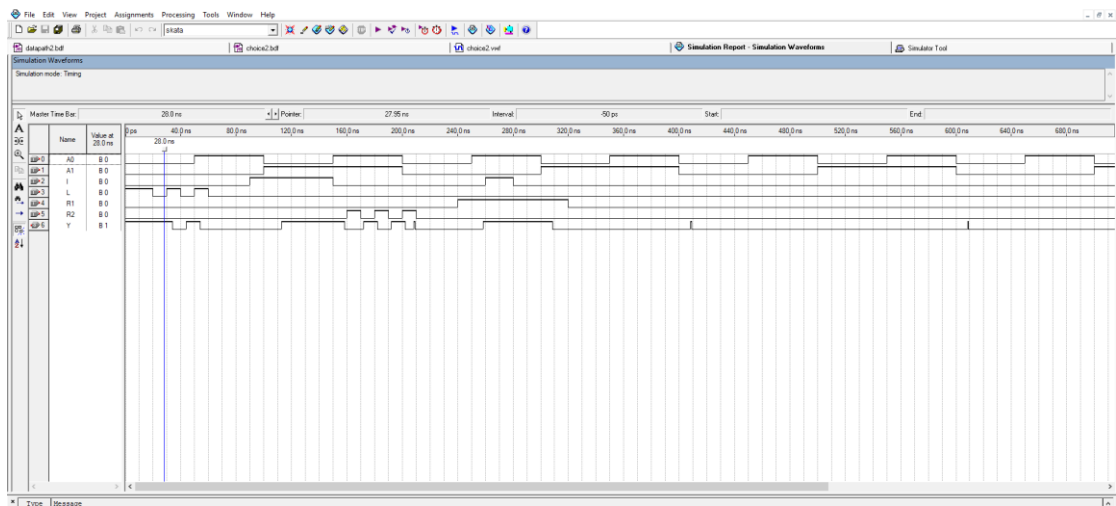 File Edit View Project Assignments Processing Tools Window Help
skata
datapath2.bdf choice2.bdf choice2.vwf Simulation Report - Simulation Waveforms Simulator Tool
Simulation Waveforms
Simulation mode: Timing
Master Time Bar: 28.0 ns Pointer: 27.95 ns Interval: -50 ps Start: End:
Name Value at 28.0 ns 0 ps 40.0 ns 80.0 ns 120.0 ns 160.0 ns 200.0 ns 240.0 ns 280.0 ns 320.0 ns 360.0 ns 400.0 ns 440.0 ns 480.0 ns 520.0 ns 560.0 ns 600.0 ns 640.0 ns 680.0 ns
28.0 ns
0 A0 B 0
1 A1 B 0
2 I B 0
3 L B 0
4 R1 B 0
5 R2 B 0
6 Y B 1
Type Message